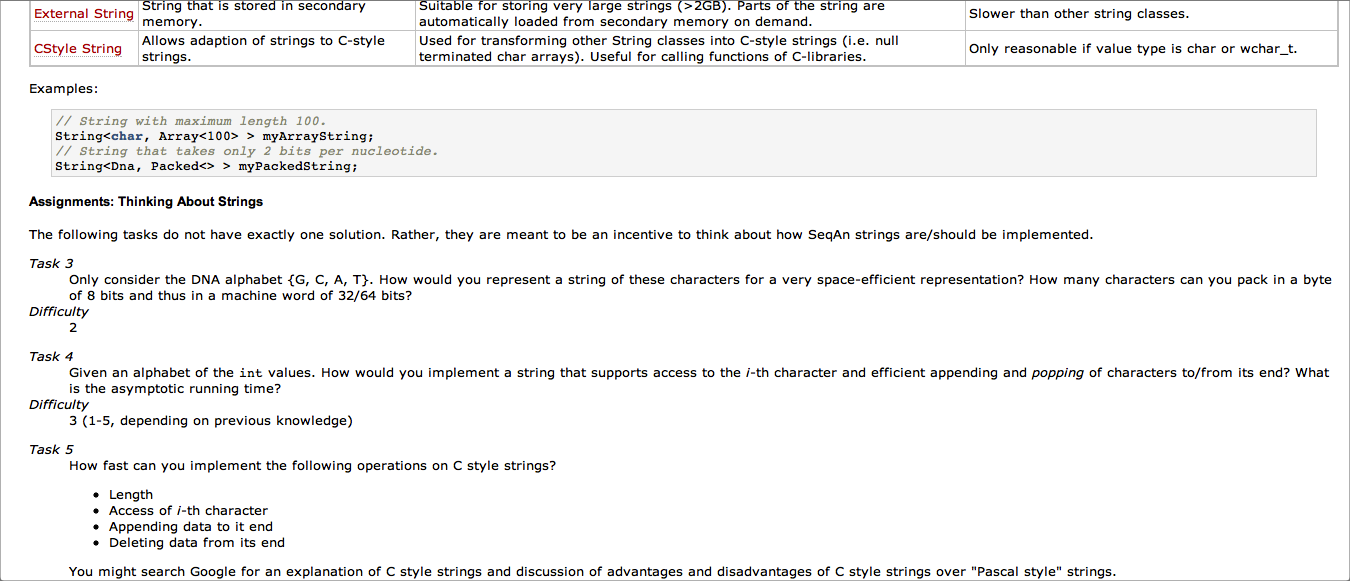 External String
String that is stored in secondary
memory.
Suitable for storing very large strings (>2GB). Parts of the string are
automatically loaded from secondary memory on demand.
Slower than other string classes.
CStyle String
Allows adaption of strings to C-style
strings.
Used for transforming other String classes into C-style strings (i.e. null
terminated char arrays). Useful for calling functions of C-libraries.
Only reasonable if value type is char or wchar_t.
Examples:
// String with maximum length 100.
String<char, Array<100> > myArrayString;
// String that takes only 2 bits per nucleotide.
String<Dna, Packed<> > myPackedString;
Assignments: Thinking About Strings
The following tasks do not have exactly one solution. Rather, they are meant to be an incentive to think about how SeqAn strings are/should be implemented.
Task 3
Only consider the DNA alphabet {G, C, A, T}. How would you represent a string of these characters for a very space-efficient representation? How many characters can you pack in a byte
of 8 bits and thus in a machine word of 32/64 bits?
Difficulty
2
Task 4
Given an alphabet of the int values. How would you implement a string that supports access to the i-th character and efficient appending and popping of characters to/from its end? What
is the asymptotic running time?
Difficulty
3 (1-5, depending on previous knowledge)
Task 5
How fast can you implement the following operations on C style strings?
• Length
• Access of i-th character
• Appending data to it end
• Deleting data from its end
You might search Google for an explanation of C style strings and discussion of advantages and disadvantages of C style strings over "Pascal style" strings.